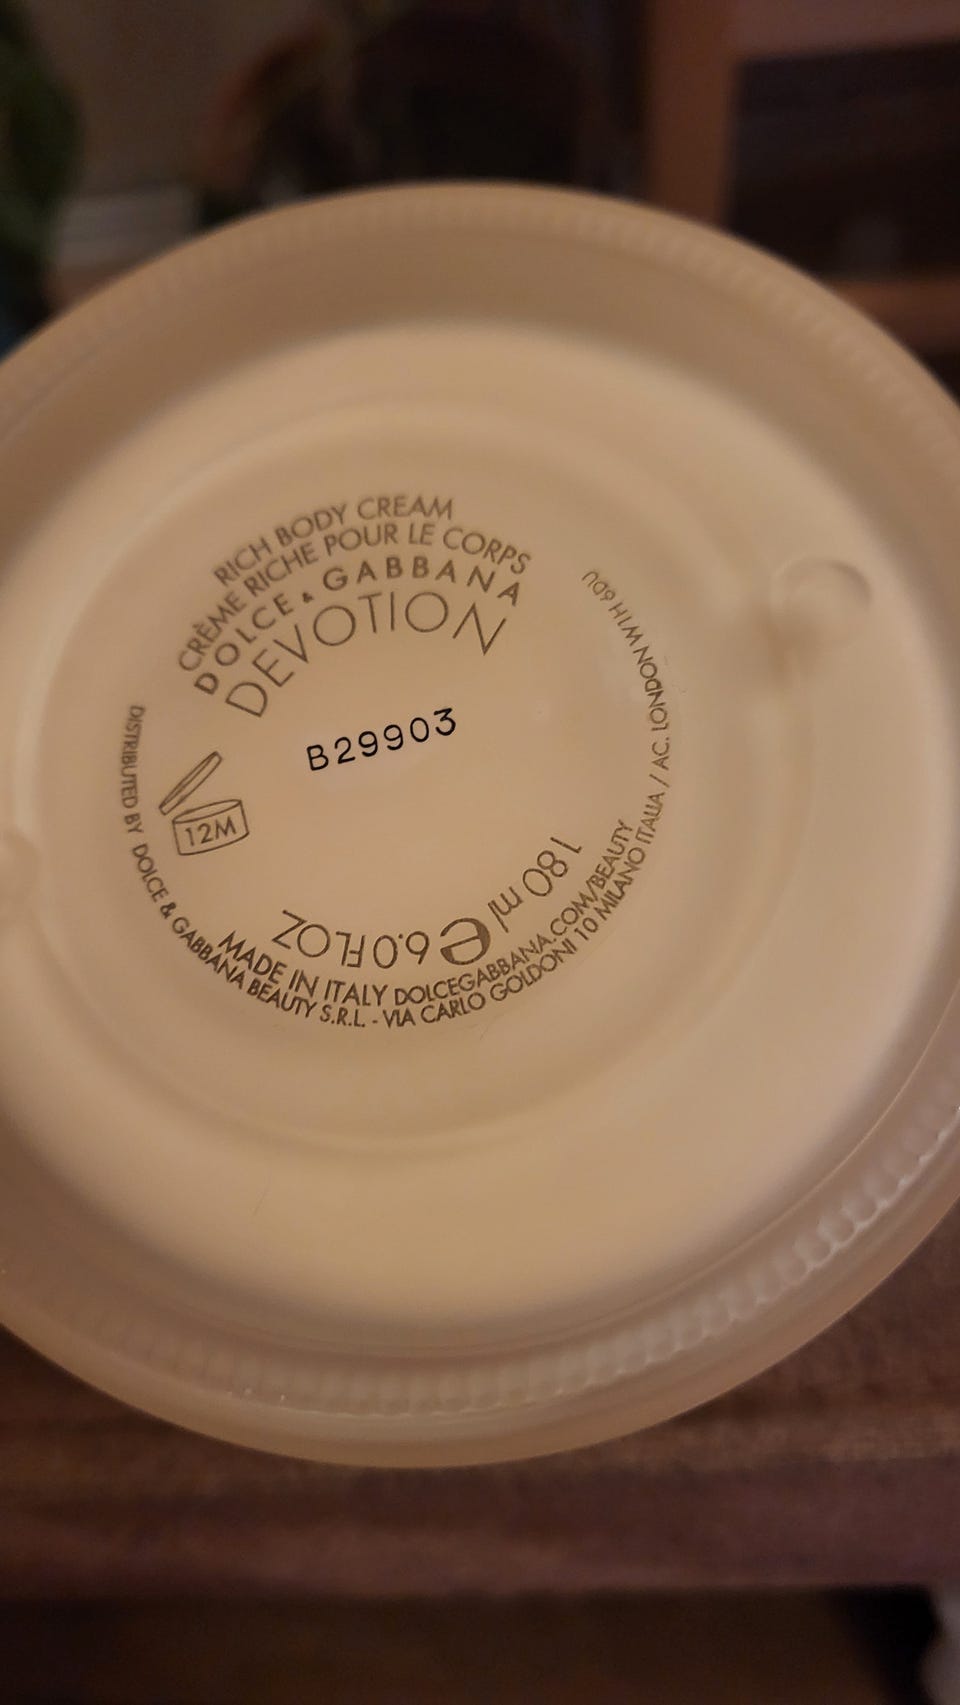 RICH BODY CREAM
CRÈME RICHE POUR LE CORPS
DOLCE & GABBANA
DEVOTION
B29903
12M
180 ml e 6.0 FL OZ
MADE IN ITALY DOLCEGABBANA.COM/BEAUTY
DISTRIBUTED BY DOLCE & GABBANA BEAUTY S.R.L. - VIA CARLO GOLDONI 10 MILANO ITALIA / AC. LONDON W1H 6DU